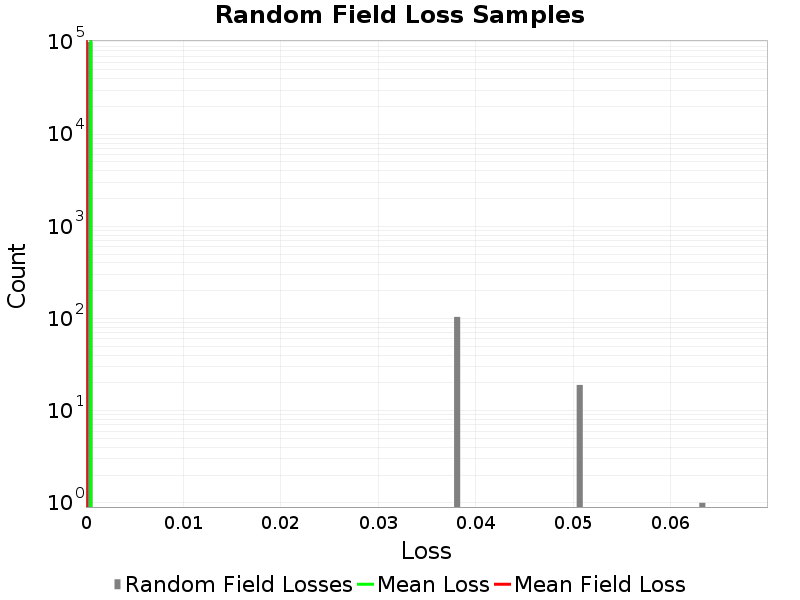 Random Field Loss Samples
Count
10^5
10^4
10^3
10^2
10^1
10^0
0 0.01 0.02 0.03 0.04 0.05 0.06
Loss
Random Field Losses Mean Loss Mean Field Loss